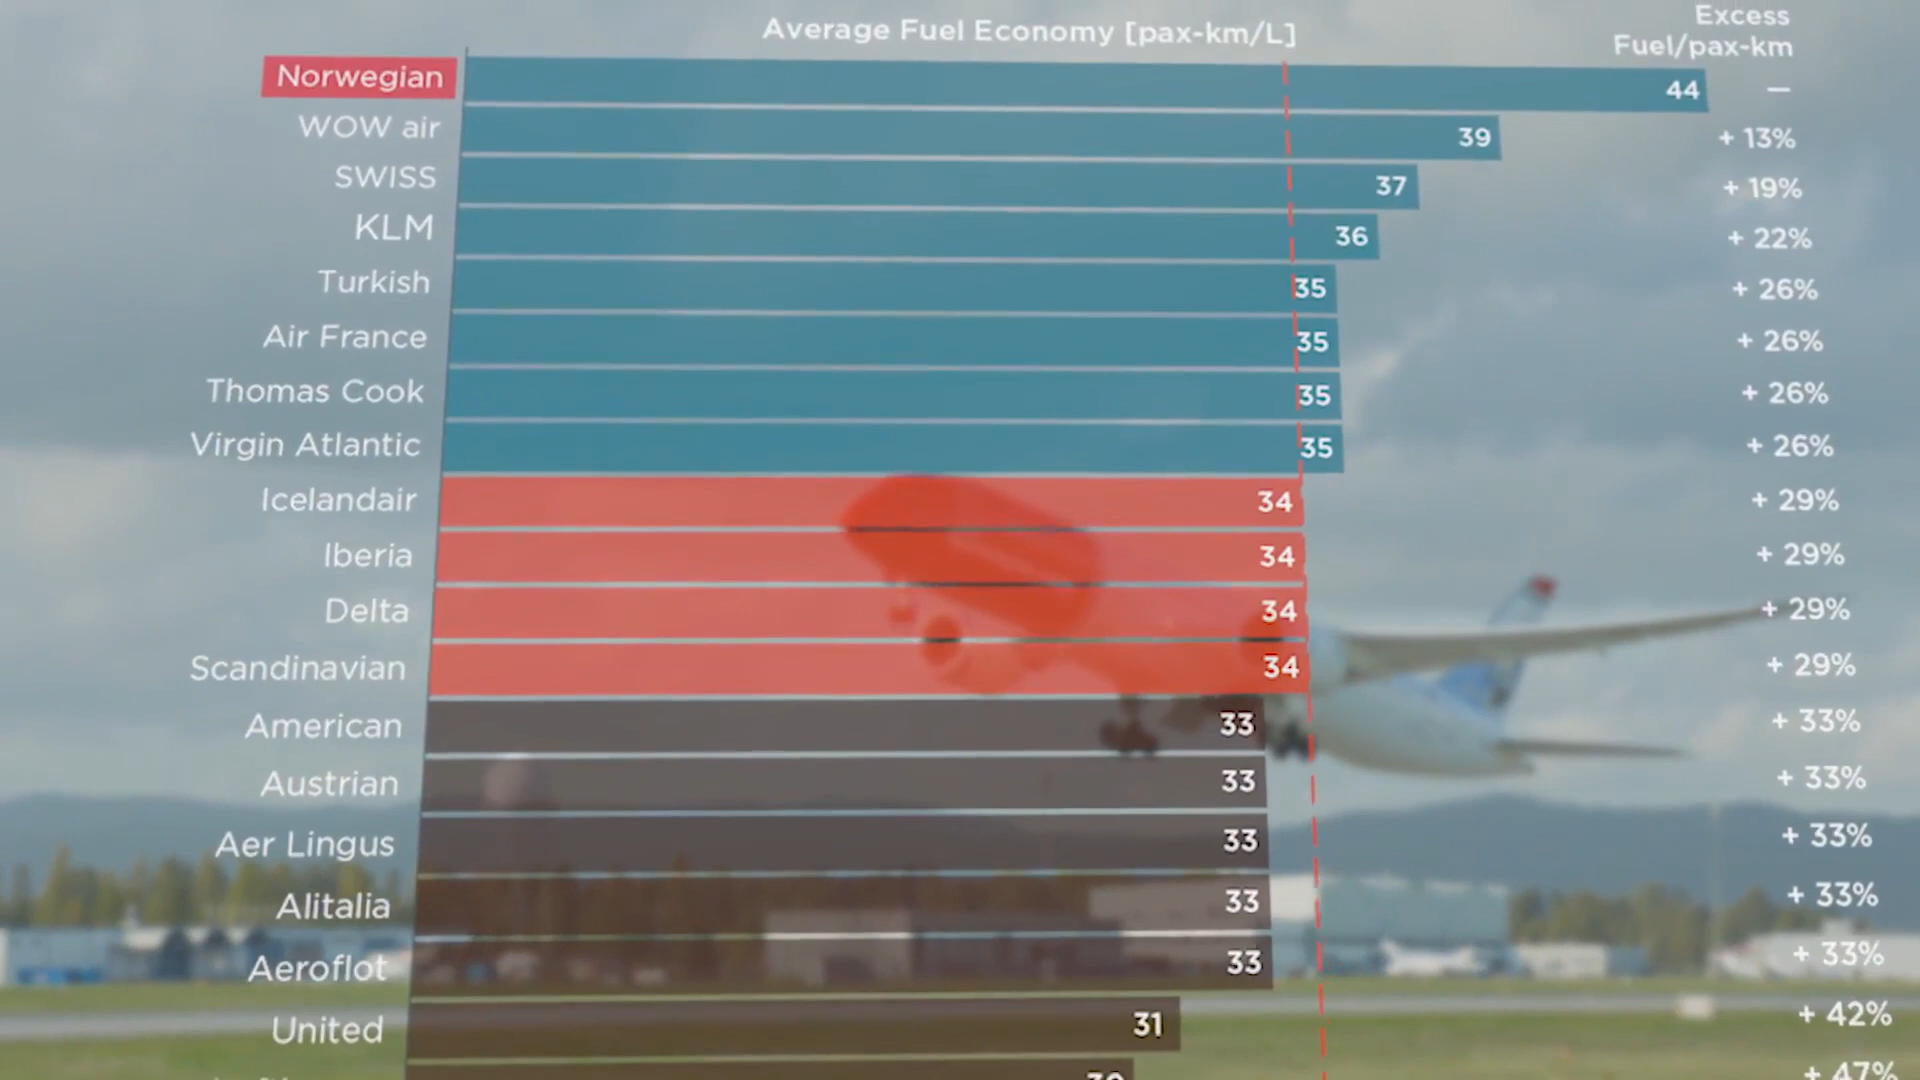 Average Fuel Economy [pax-km/L]
Excess
Fuel/pax-km
Norwegian 44 —
WOW air 39 + 13%
SWISS 37 + 19%
KLM 36 + 22%
Turkish 35 + 26%
Air France 35 + 26%
Thomas Cook 35 + 26%
Virgin Atlantic 35 + 26%
Icelandair 34 + 29%
Iberia 34 + 29%
Delta 34 + 29%
Scandinavian 34 + 29%
American 33 + 33%
Austrian 33 + 33%
Aer Lingus 33 + 33%
Alitalia 33 + 33%
Aeroflot 33 + 33%
United 31 + 42%
+ 47%